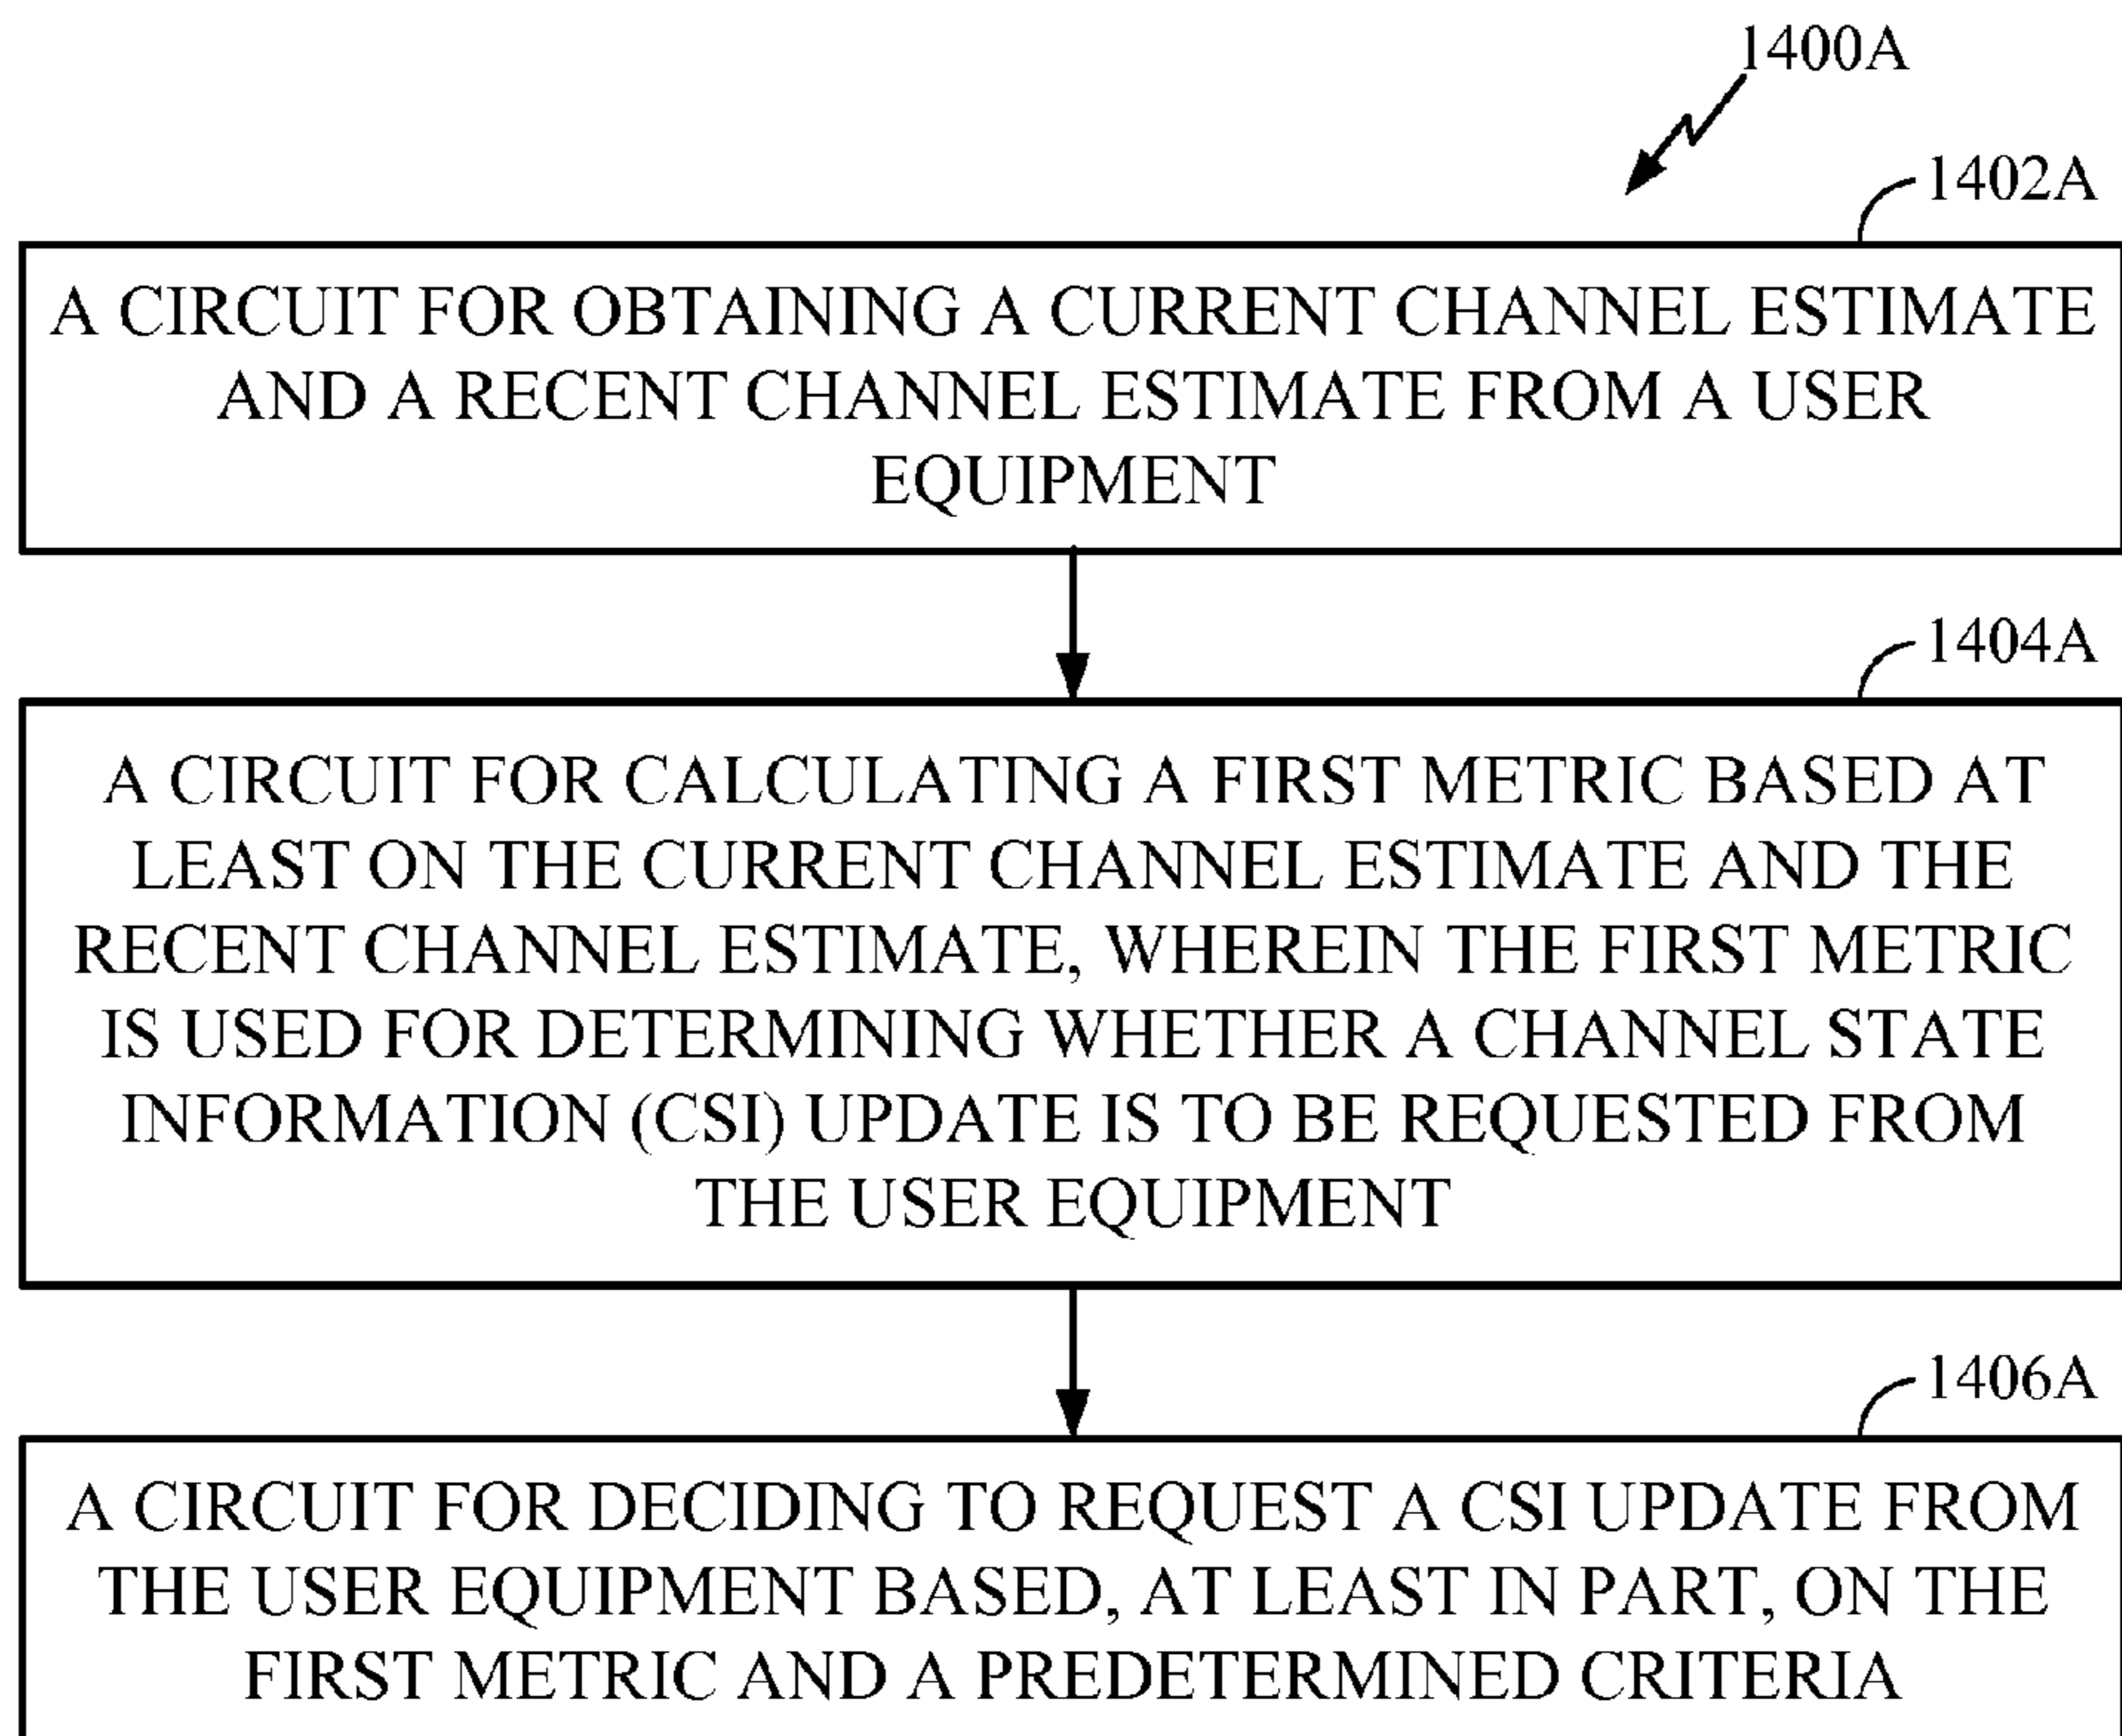 1400A
1402A
A CIRCUIT FOR OBTAINING A CURRENT CHANNEL ESTIMATE
AND A RECENT CHANNEL ESTIMATE FROM A USER
EQUIPMENT
1404A
A CIRCUIT FOR CALCULATING A FIRST METRIC BASED AT
LEAST ON THE CURRENT CHANNEL ESTIMATE AND THE
RECENT CHANNEL ESTIMATE, WHEREIN THE FIRST METRIC
IS USED FOR DETERMINING WHETHER A CHANNEL STATE
INFORMATION (CSI) UPDATE IS TO BE REQUESTED FROM
THE USER EQUIPMENT
1406A
A CIRCUIT FOR DECIDING TO REQUEST A CSI UPDATE FROM
THE USER EQUIPMENT BASED, AT LEAST IN PART, ON THE
FIRST METRIC AND A PREDETERMINED CRITERIA